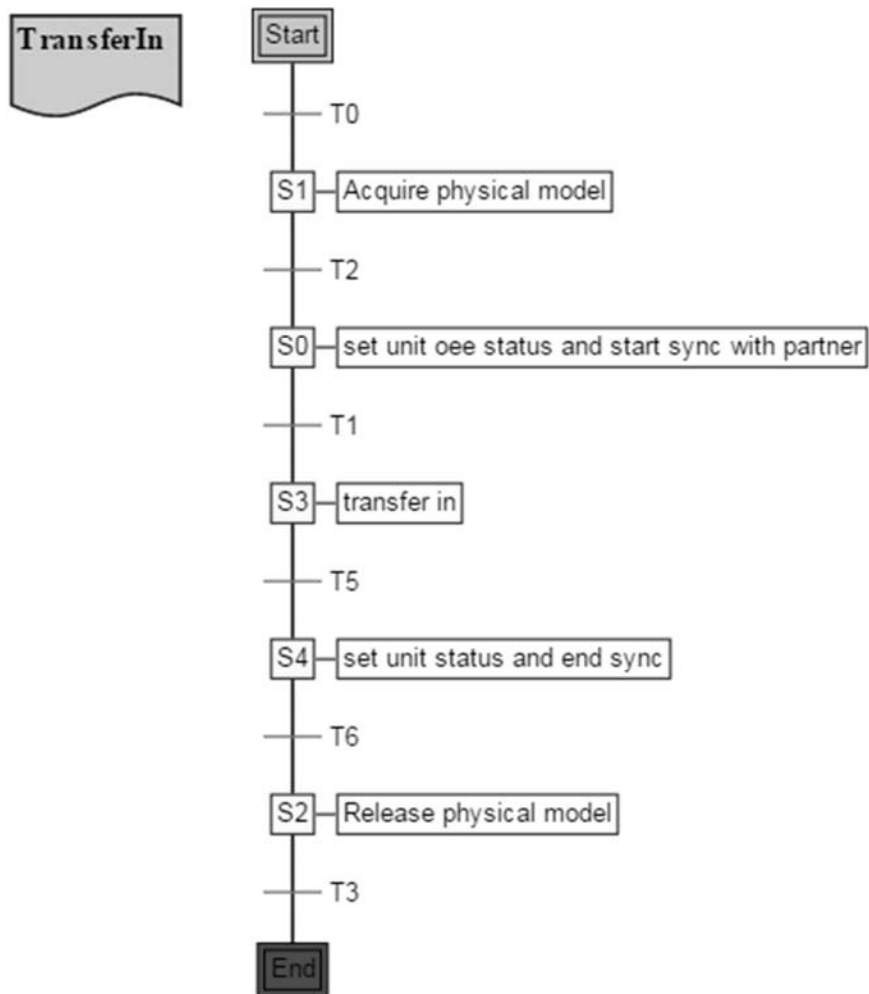 TransferIn
Start
T0
S1 Acquire physical model
T2
S0 set unit oee status and start sync with partner
T1
S3 transfer in
T5
S4 set unit status and end sync
T6
S2 Release physical model
T3
End